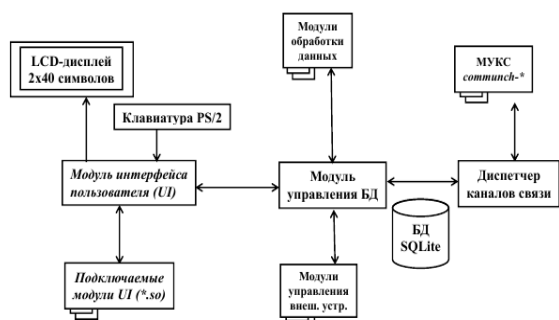 LCD-дисплей
2x40 символов
Клавиатура PS/2
Модуль интерфейса
пользователя (UI)
Подключаемые
модули UI (*.so)
Модули
обработки
данных
Модуль
управления БД
Модули
управления
внеш. устр.
МУКС
communch-*
Диспетчер
каналов связи
БД
SQLite